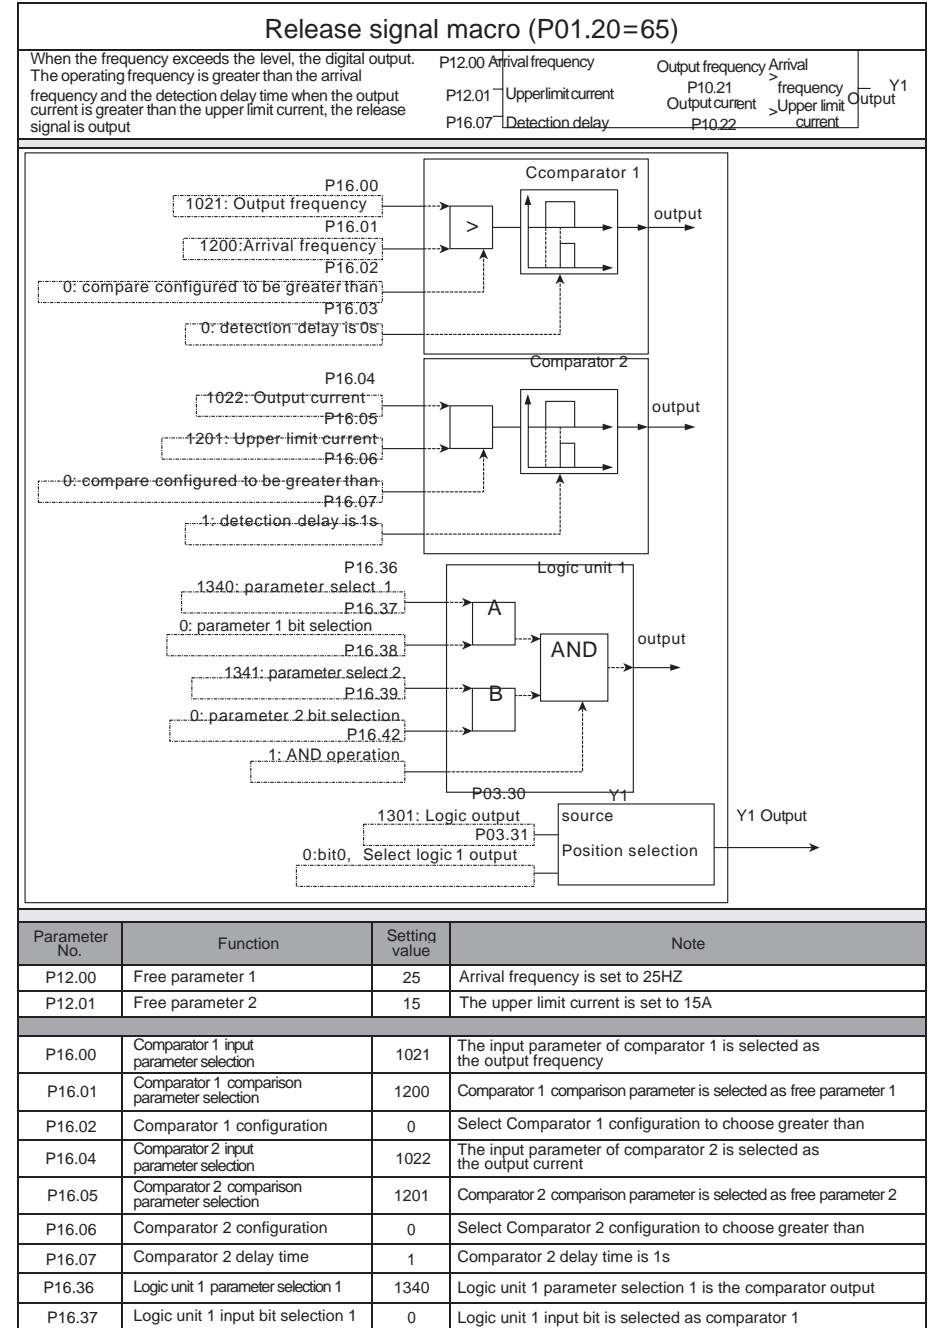 Release signal macro (P01.20=65)
When the frequency exceeds the level, the digital output.
The operating frequency is greater than the arrival
frequency and the detection delay time when the output
current is greater than the upper limit current, the release
signal is output
P12.00 Arrival frequency
P12.01 Upper limit current
P16.07 Detection delay
Output frequency > Arrival frequency
P10.21
Output current > Upper limit current
P10.22
Output
Y1
Ccomparator 1
P16.00
1021: Output frequency
P16.01
1200:Arrival frequency
P16.02
0: compare configured to be greater than
P16.03
0: detection delay is 0s
>
output
Comparator 2
P16.04
1022: Output current
P16.05
1201: Upper limit current
P16.06
0: compare configured to be greater than
P16.07
1: detection delay is 1s
output
Logic unit 1
P16.36
1340: parameter select 1
P16.37
0: parameter 1 bit selection
P16.38
1341: parameter select 2
P16.39
0: parameter 2 bit selection
P16.42
1: AND operation
A
B
AND
output
P03.30
Y1
1301: Logic output
source
P03.31
0:bit0, Select logic 1 output
Position selection
Y1 Output
Parameter No. Function Setting value Note
P12.00 Free parameter 1 25 Arrival frequency is set to 25HZ
P12.01 Free parameter 2 15 The upper limit current is set to 15A
P16.00 Comparator 1 input parameter selection 1021 The input parameter of comparator 1 is selected as the output frequency
P16.01 Comparator 1 comparison parameter selection 1200 Comparator 1 comparison parameter is selected as free parameter 1
P16.02 Comparator 1 configuration 0 Select Comparator 1 configuration to choose greater than
P16.04 Comparator 2 input parameter selection 1022 The input parameter of comparator 2 is selected as the output current
P16.05 Comparator 2 comparison parameter selection 1201 Comparator 2 comparison parameter is selected as free parameter 2
P16.06 Comparator 2 configuration 0 Select Comparator 2 configuration to choose greater than
P16.07 Comparator 2 delay time 1 Comparator 2 delay time is 1s
P16.36 Logic unit 1 parameter selection 1 1340 Logic unit 1 parameter selection 1 is the comparator output
P16.37 Logic unit 1 input bit selection 1 0 Logic unit 1 input bit is selected as comparator 1